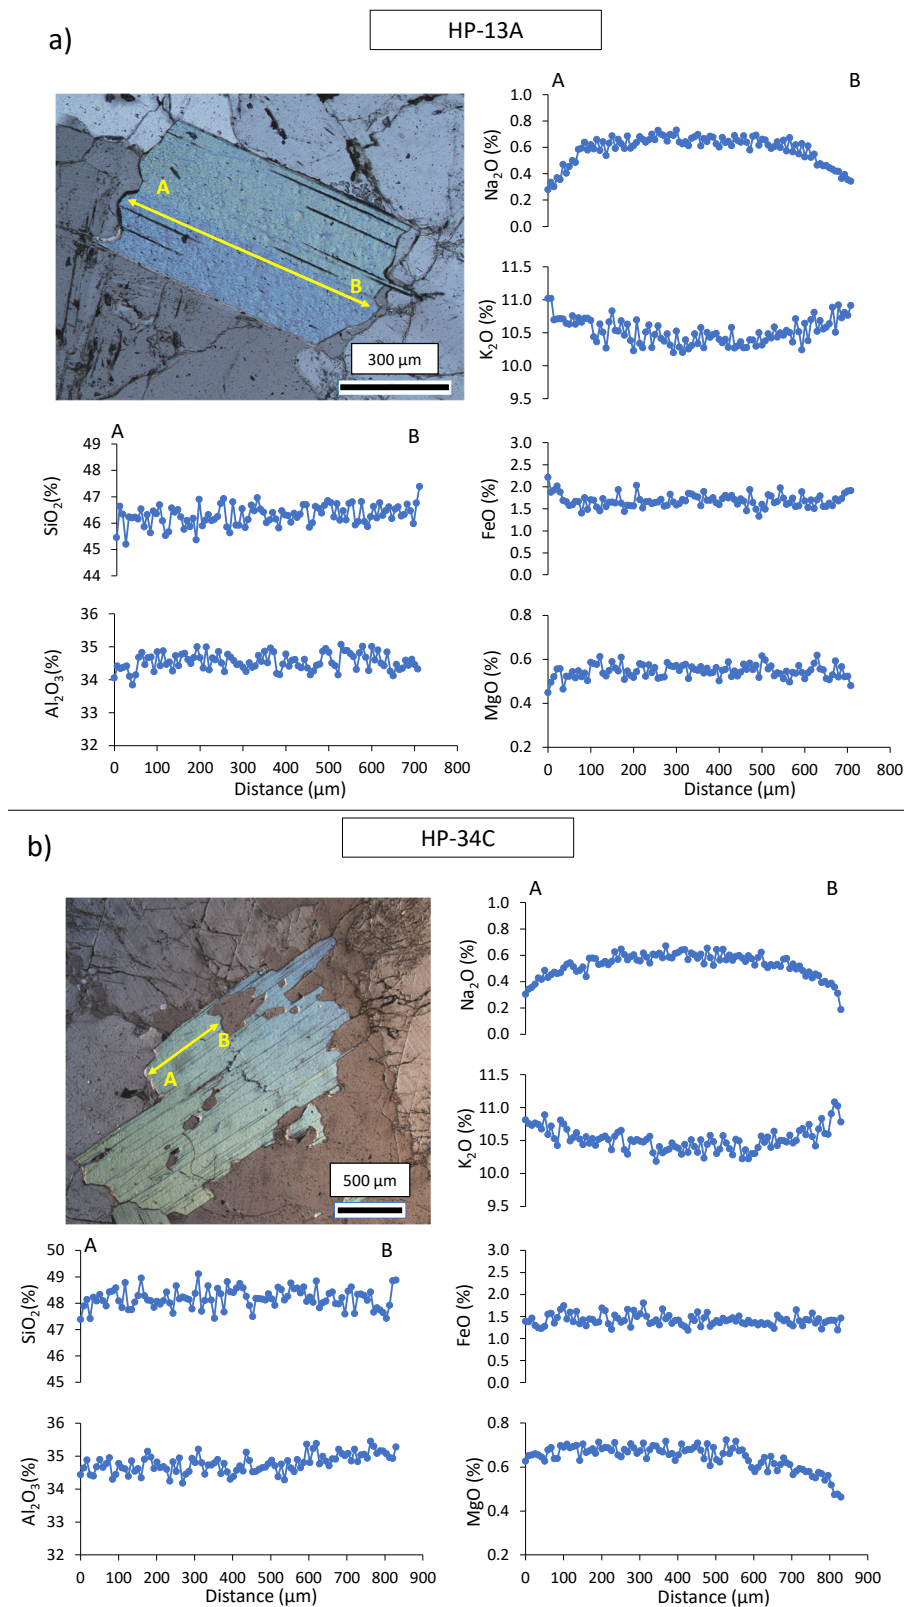 HP-13A
a)
A
B
300 µm
A B
1.0
0.8
0.6
0.4
0.2
0.0
Na₂O (%)
11.5
11.0
10.5
10.0
9.5
K₂O (%)
A B
49
48
47
46
45
44
SiO₂(%)
3.0
2.5
2.0
1.5
1.0
0.5
0.0
FeO (%)
36
35
34
33
32
Al₂O₃(%)
0 100 200 300 400 500 600 700 800
Distance (µm)
0.8
0.6
0.4
0.2
MgO (%)
0 100 200 300 400 500 600 700 800
Distance (µm)
HP-34C
b)
A
B
500 µm
A B
1.0
0.8
0.6
0.4
0.2
0.0
Na₂O (%)
11.5
11.0
10.5
10.0
9.5
K₂O (%)
A B
50
49
48
47
46
45
SiO₂(%)
3.0
2.5
2.0
1.5
1.0
0.5
0.0
FeO (%)
36
35
34
33
32
Al₂O₃(%)
0 100 200 300 400 500 600 700 800 900
Distance (µm)
0.8
0.6
0.4
0.2
MgO (%)
0 100 200 300 400 500 600 700 800 900
Distance (µm)